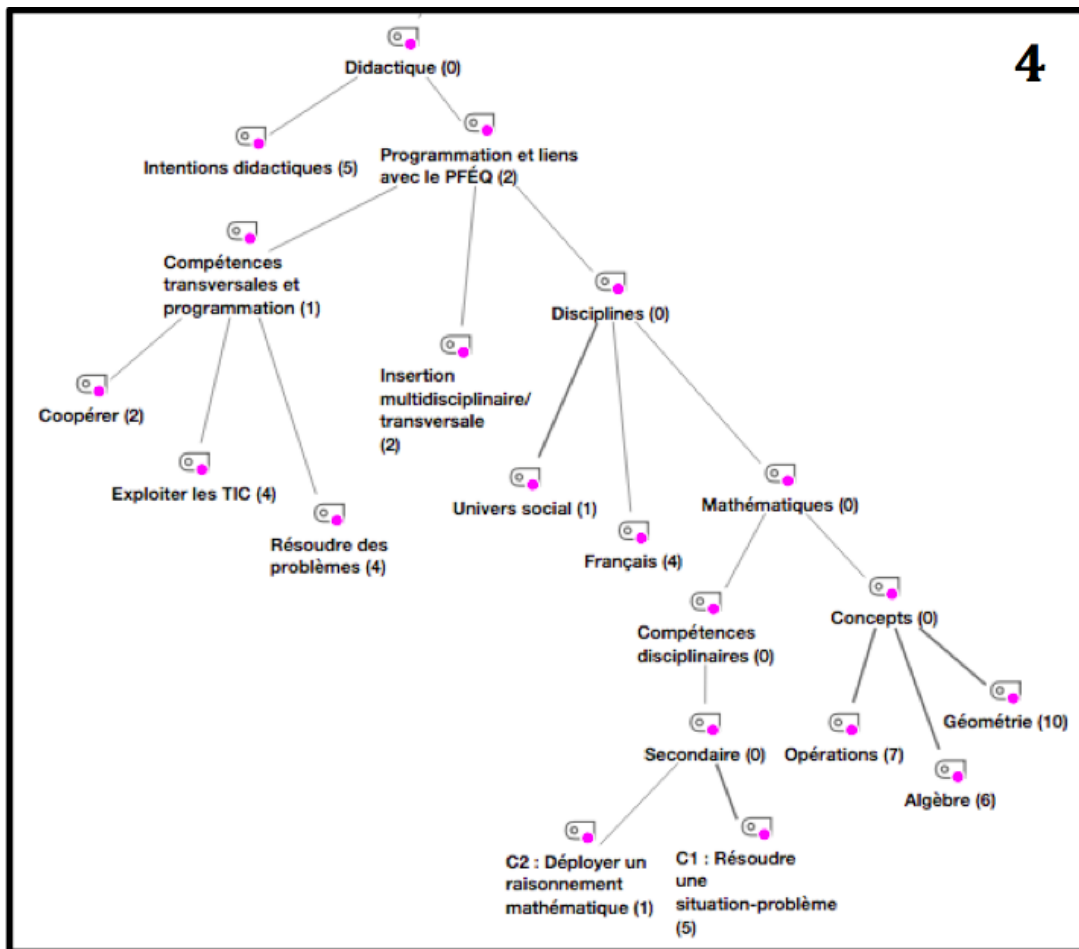 4
Didactique (0)
Intentions didactiques (5)
Programmation et liens
avec le PFÉQ (2)
Compétences
transversales et
programmation (1)
Disciplines (0)
Coopérer (2)
Insertion
multidisciplinaire/
transversale
(2)
Exploiter les TIC (4)
Résoudre des
problèmes (4)
Univers social (1)
Français (4)
Mathématiques (0)
Compétences
disciplinaires (0)
Concepts (0)
Secondaire (0)
Opérations (7)
Algèbre (6)
Géométrie (10)
C2 : Déployer un
raisonnement
mathématique (1)
C1 : Résoudre
une
situation-problème
(5)